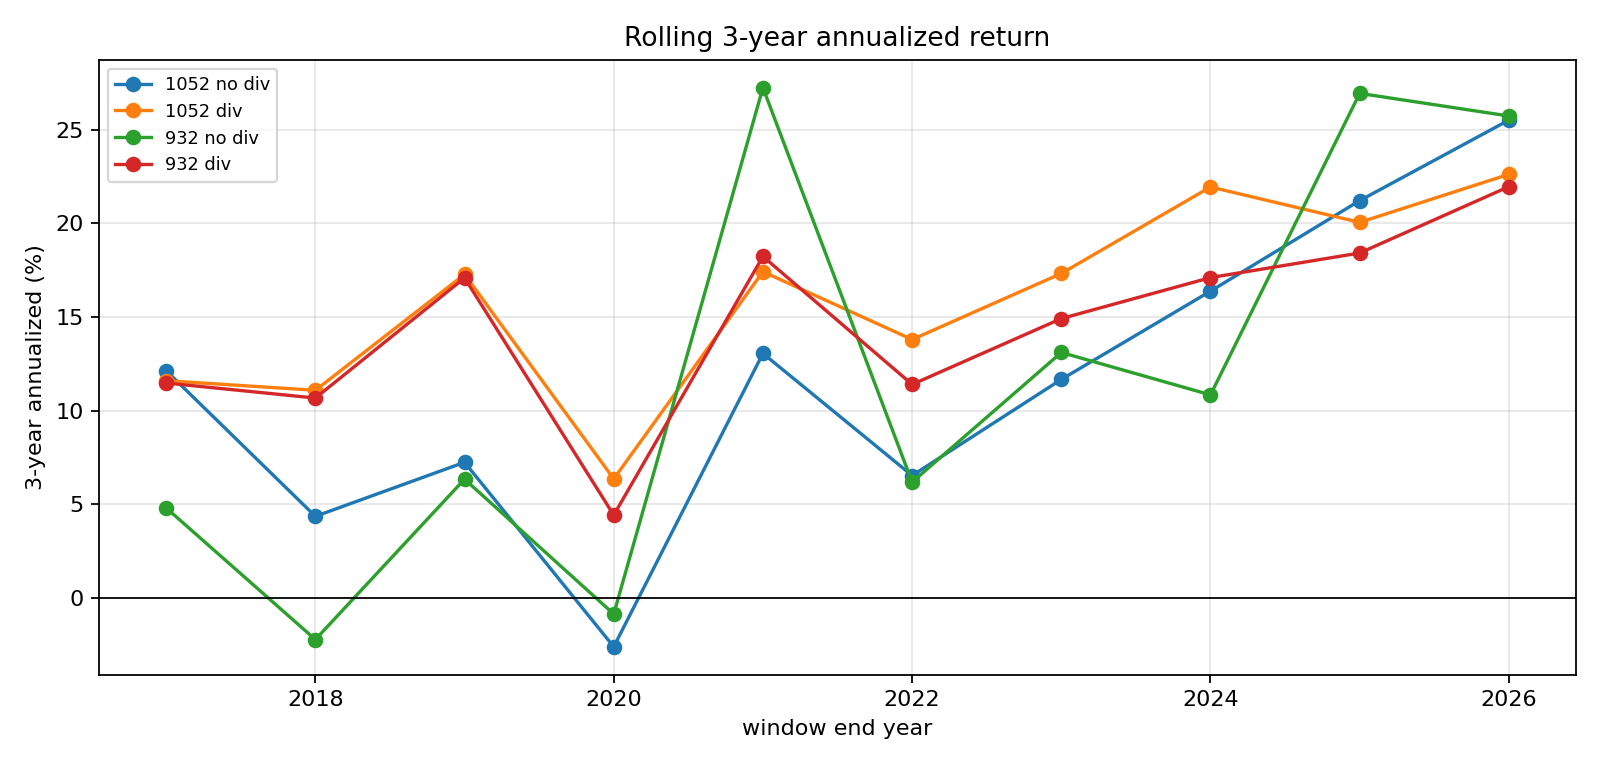 Rolling 3-year annualized return
1052 no div
1052 div
932 no div
932 div
3-year annualized (%)
25
20
15
10
5
0
2018
2020
2022
2024
2026
window end year